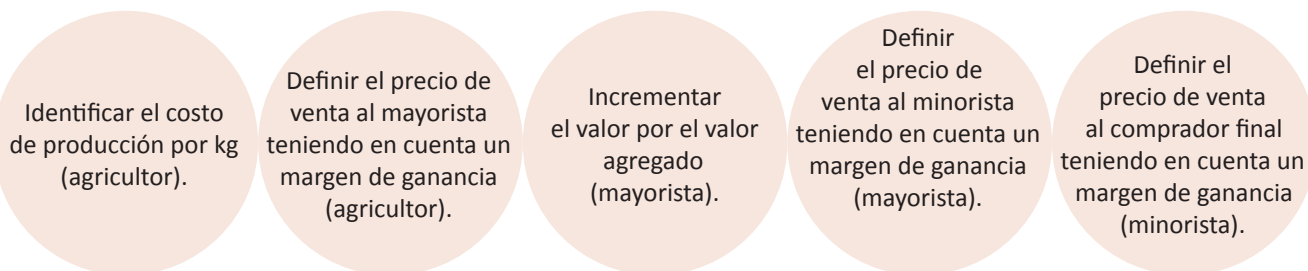 Identificar el costo
de producción por kg
(agricultor).
Definir el precio de
venta al mayorista
teniendo en cuenta un
margen de ganancia
(agricultor).
Incrementar
el valor por el valor
agregado
(mayorista).
Definir
el precio de
venta al minorista
teniendo en cuenta un
margen de ganancia
(mayorista).
Definir el
precio de venta
al comprador final
teniendo en cuenta un
margen de ganancia
(minorista).